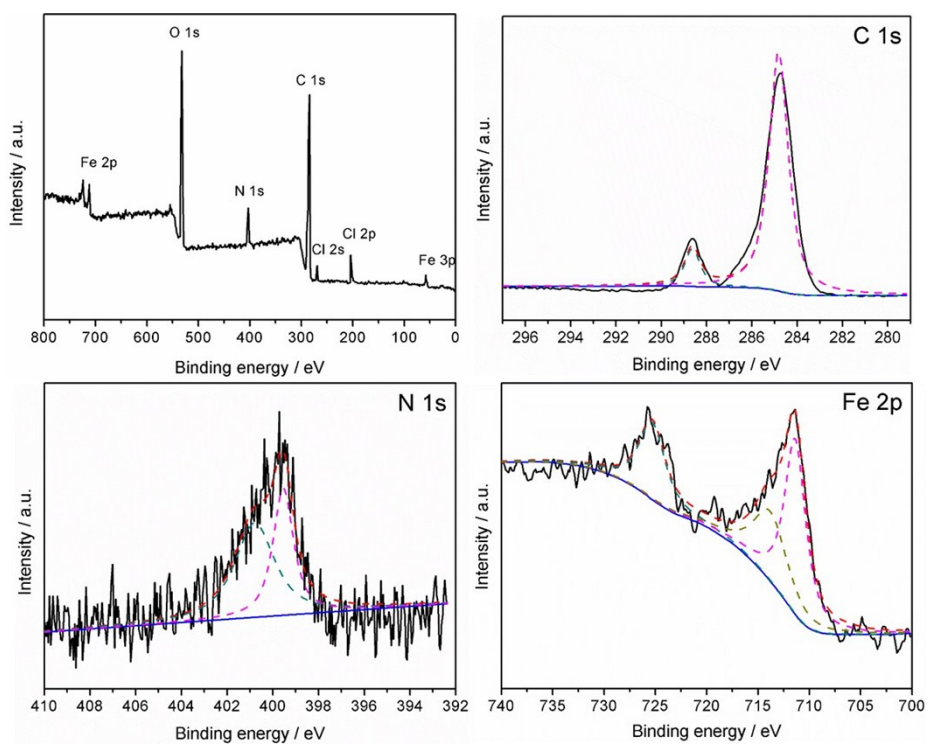 O 1s
C 1s
Fe 2p
N 1s
Cl 2p
Cl 2s
Fe 3p
Intensity / a.u.
800 700 600 500 400 300 200 100 0
Binding energy / eV
C 1s
Intensity / a.u.
296 294 292 290 288 286 284 282 280
Binding energy / eV
N 1s
Intensity / a.u.
410 408 406 404 402 400 398 396 394 392
Binding energy / eV
Fe 2p
Intensity / a.u.
740 735 730 725 720 715 710 705 700
Binding energy / eV